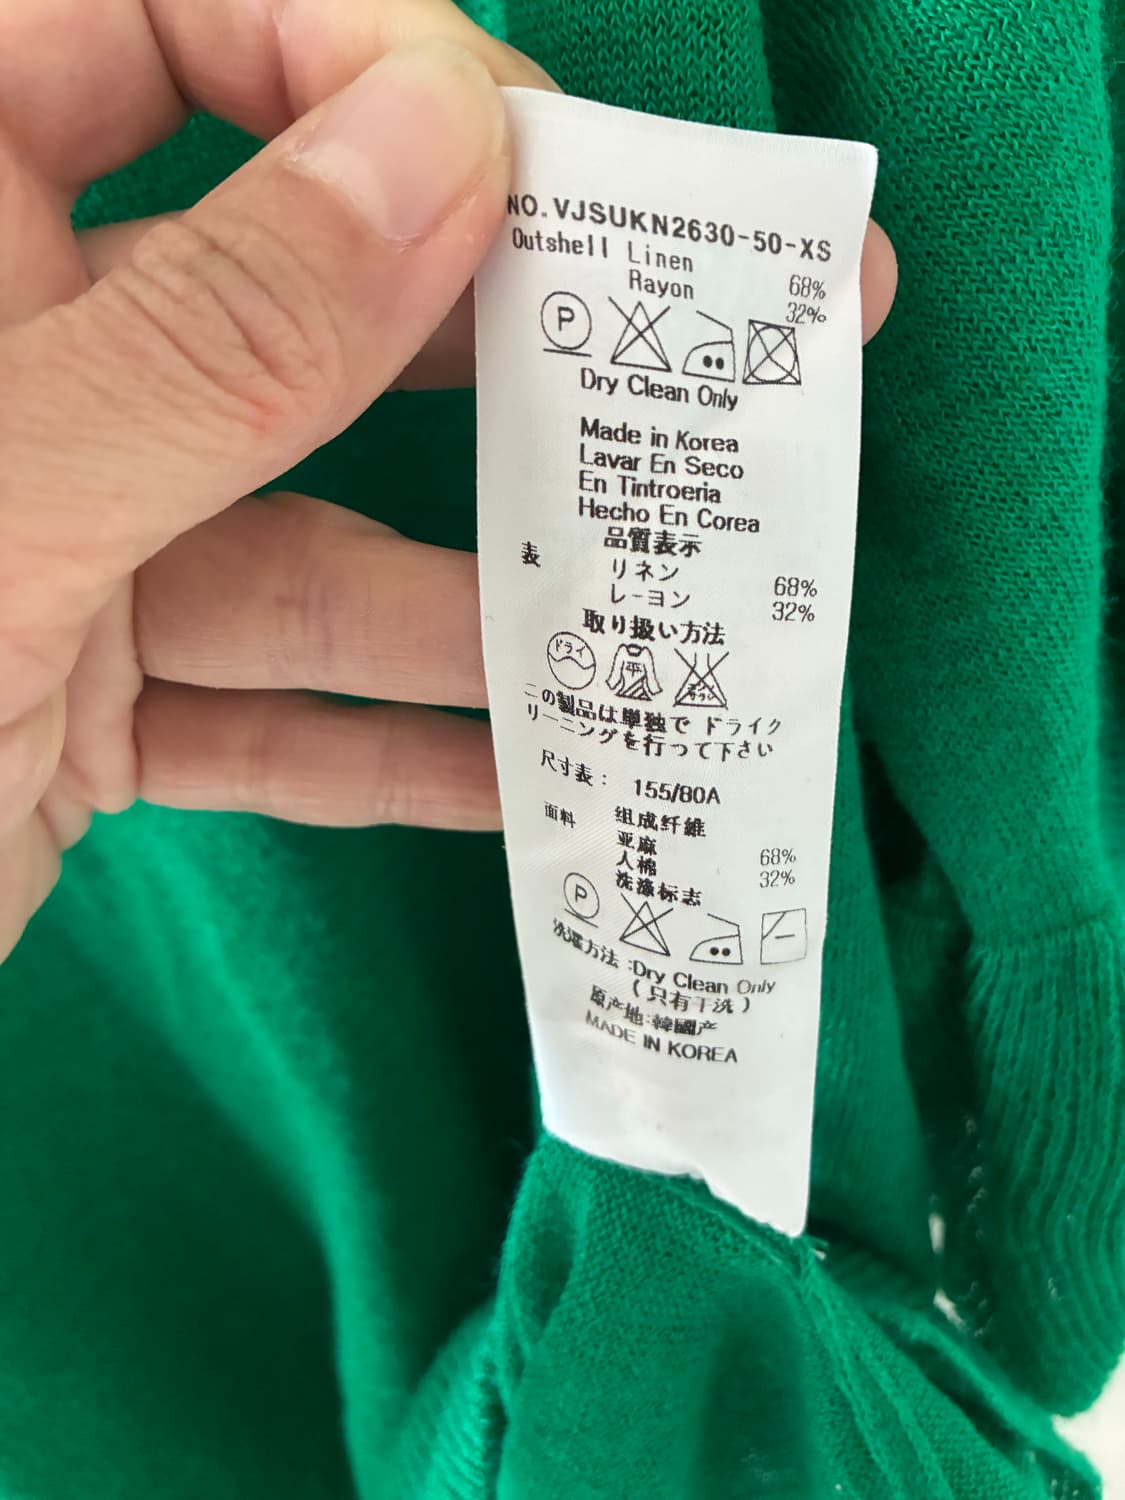 NO.VJSUKN2630-50-XS
Outshell Linen 68%
Rayon 32%
P
Dry Clean Only
Made in Korea
Lavar En Seco
En Tintroeria
Hecho En Corea
品質表示
表 リネン 68%
レーヨン 32%
取り扱い方法
ドライ 平
この製品は単独で ドライク
リーニングを行って下さい
尺寸表: 155/80A
面料 组成纤維
亚麻 68%
人棉 32%
洗涤标志
P
洗濯方法 :Dry Clean Only
(只有干洗)
原产地:韓國产
MADE IN KOREA